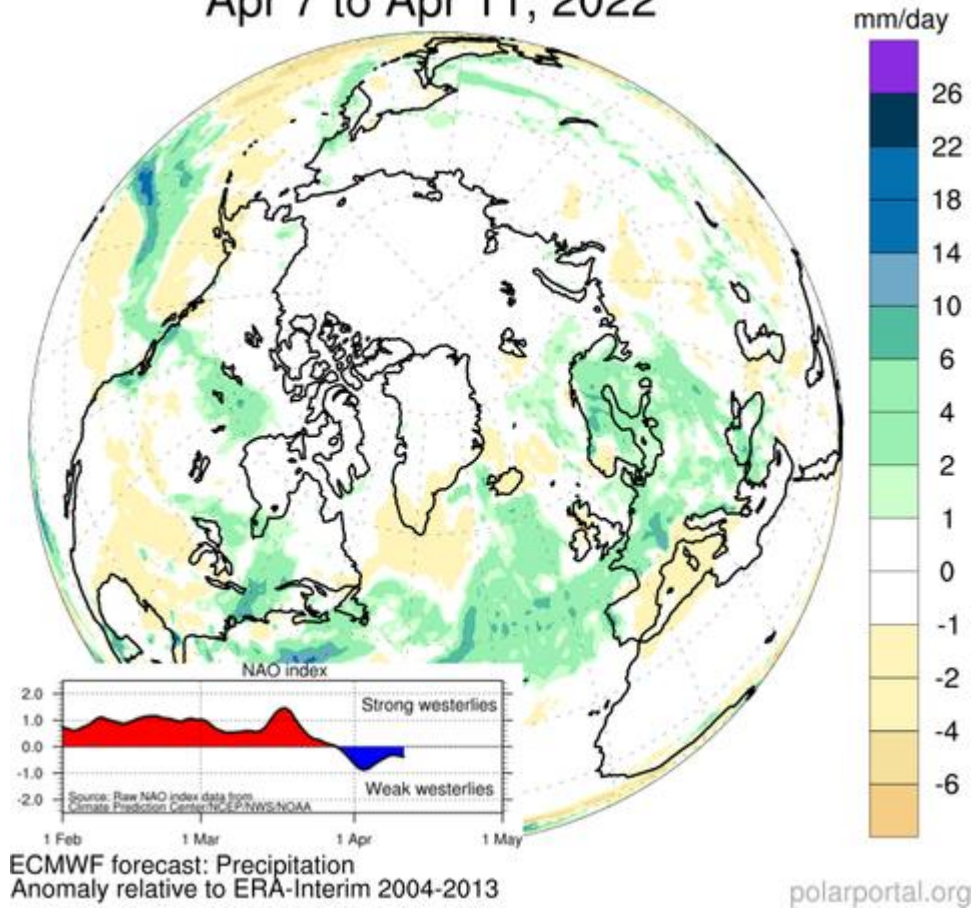 Apr 7 to Apr 11, 2022
mm/day
26
22
18
14
10
6
4
2
1
0
-1
-2
-4
-6
NAO index
2.0
1.0
0.0
-1.0
-2.0
Strong westerlies
Weak westerlies
Source: Raw NAO index data from
Climate Prediction Center/NCEP/NWS/NOAA
1 Feb
1 Mar
1 Apr
1 May
ECMWF forecast: Precipitation
Anomaly relative to ERA-Interim 2004-2013
polarportal.org